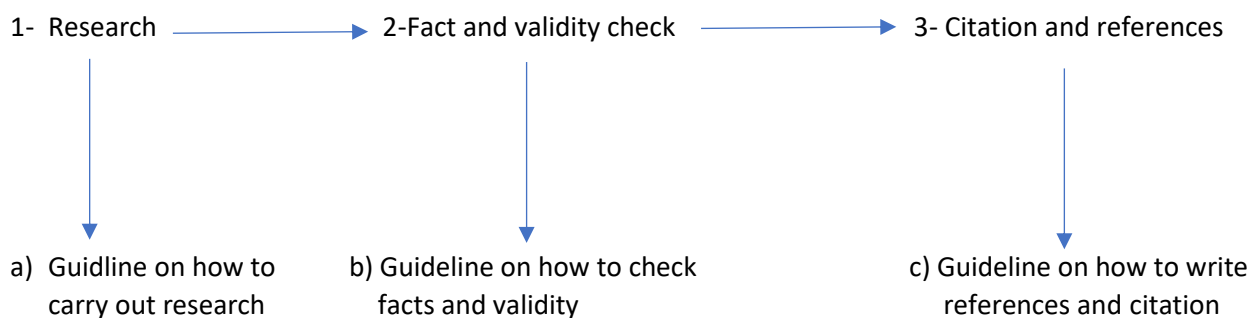 1- Research
2-Fact and validity check
3- Citation and references
a) Guidline on how to
carry out research
b) Guideline on how to check
facts and validity
c) Guideline on how to write
references and citation